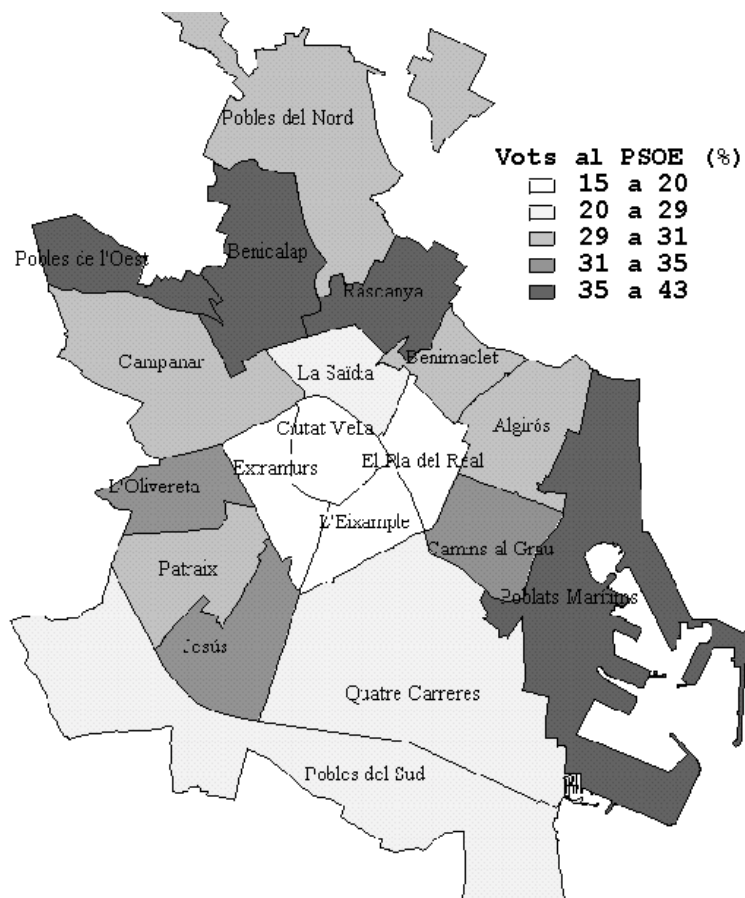 Pobles del Nord
Vots al PSOE (%)
15 a 20
20 a 29
29 a 31
31 a 35
35 a 43
Pobles de l'Oest
Benicalap
Rascanya
Campanar
Benimaclet
La Saïdia
Ciutat Vella
Algirós
Extramurs
El Pla del Real
L'Olivereta
L'Eixample
Camins al Grau
Patraix
Poblats Marítims
Jesús
Quatre Carreres
Pobles del Sud